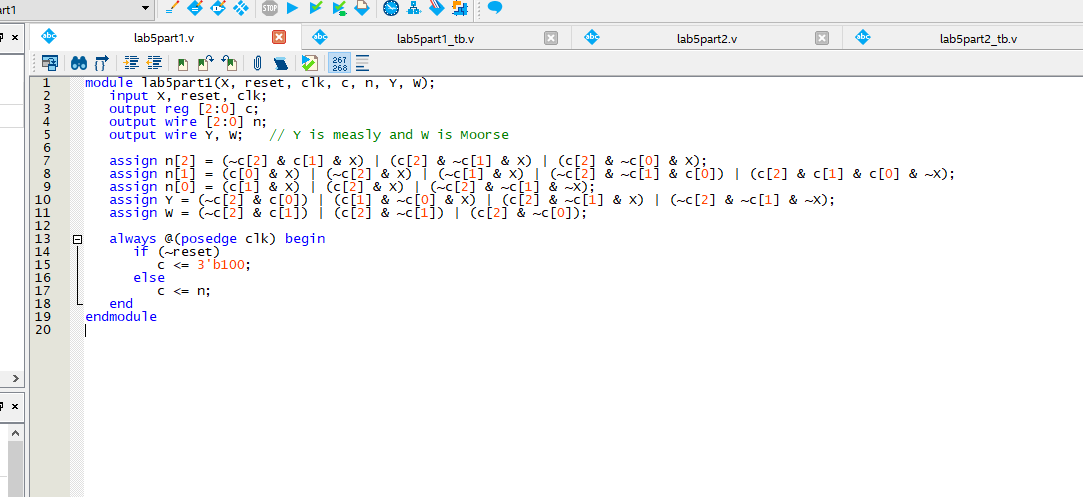 rt1
STOP
lab5part1.v
lab5part1_tb.v
lab5part2.v
lab5part2_tb.v
267
268
1 module lab5part1(X, reset, clk, c, n, Y, W);
2 input X, reset, clk;
3 output reg [2:0] c;
4 output wire [2:0] n;
5 output wire Y, W; // Y is measly and W is Moorse
6
7 assign n[2] = (~c[2] & c[1] & X) | (c[2] & ~c[1] & X) | (c[2] & ~c[0] & X);
8 assign n[1] = (c[0] & X) | (~c[2] & X) | (~c[1] & X) | (~c[2] & ~c[1] & c[0]) | (c[2] & c[1] & c[0] & ~X);
9 assign n[0] = (c[1] & X) | (c[2] & X) | (~c[2] & ~c[1] & ~X);
10 assign Y = (~c[2] & c[0]) | (c[1] & ~c[0] & X) | (c[2] & ~c[1] & X) | (~c[2] & ~c[1] & ~X);
11 assign W = (~c[2] & c[1]) | (c[2] & ~c[1]) | (c[2] & ~c[0]);
12
13 always @(posedge clk) begin
14 if (~reset)
15 c <= 3'b100;
16 else
17 c <= n;
18 end
19 endmodule
20